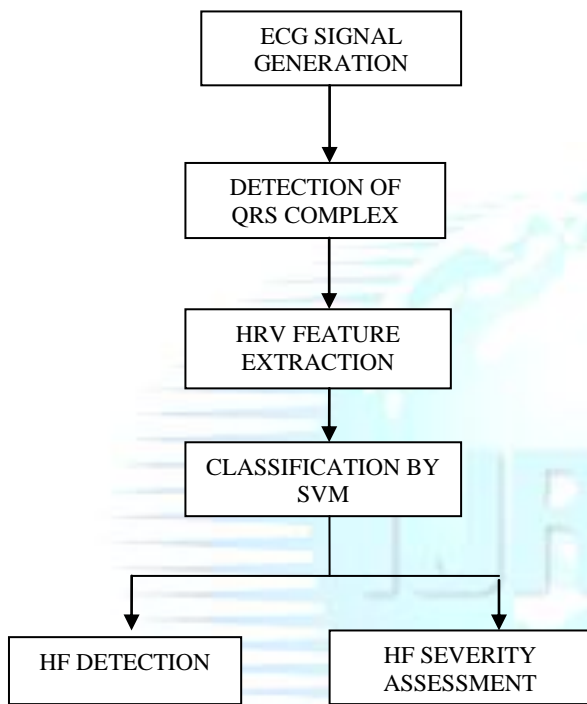 ECG SIGNAL
GENERATION
DETECTION OF
QRS COMPLEX
HRV FEATURE
EXTRACTION
CLASSIFICATION BY
SVM
HF DETECTION
HF SEVERITY
ASSESSMENT